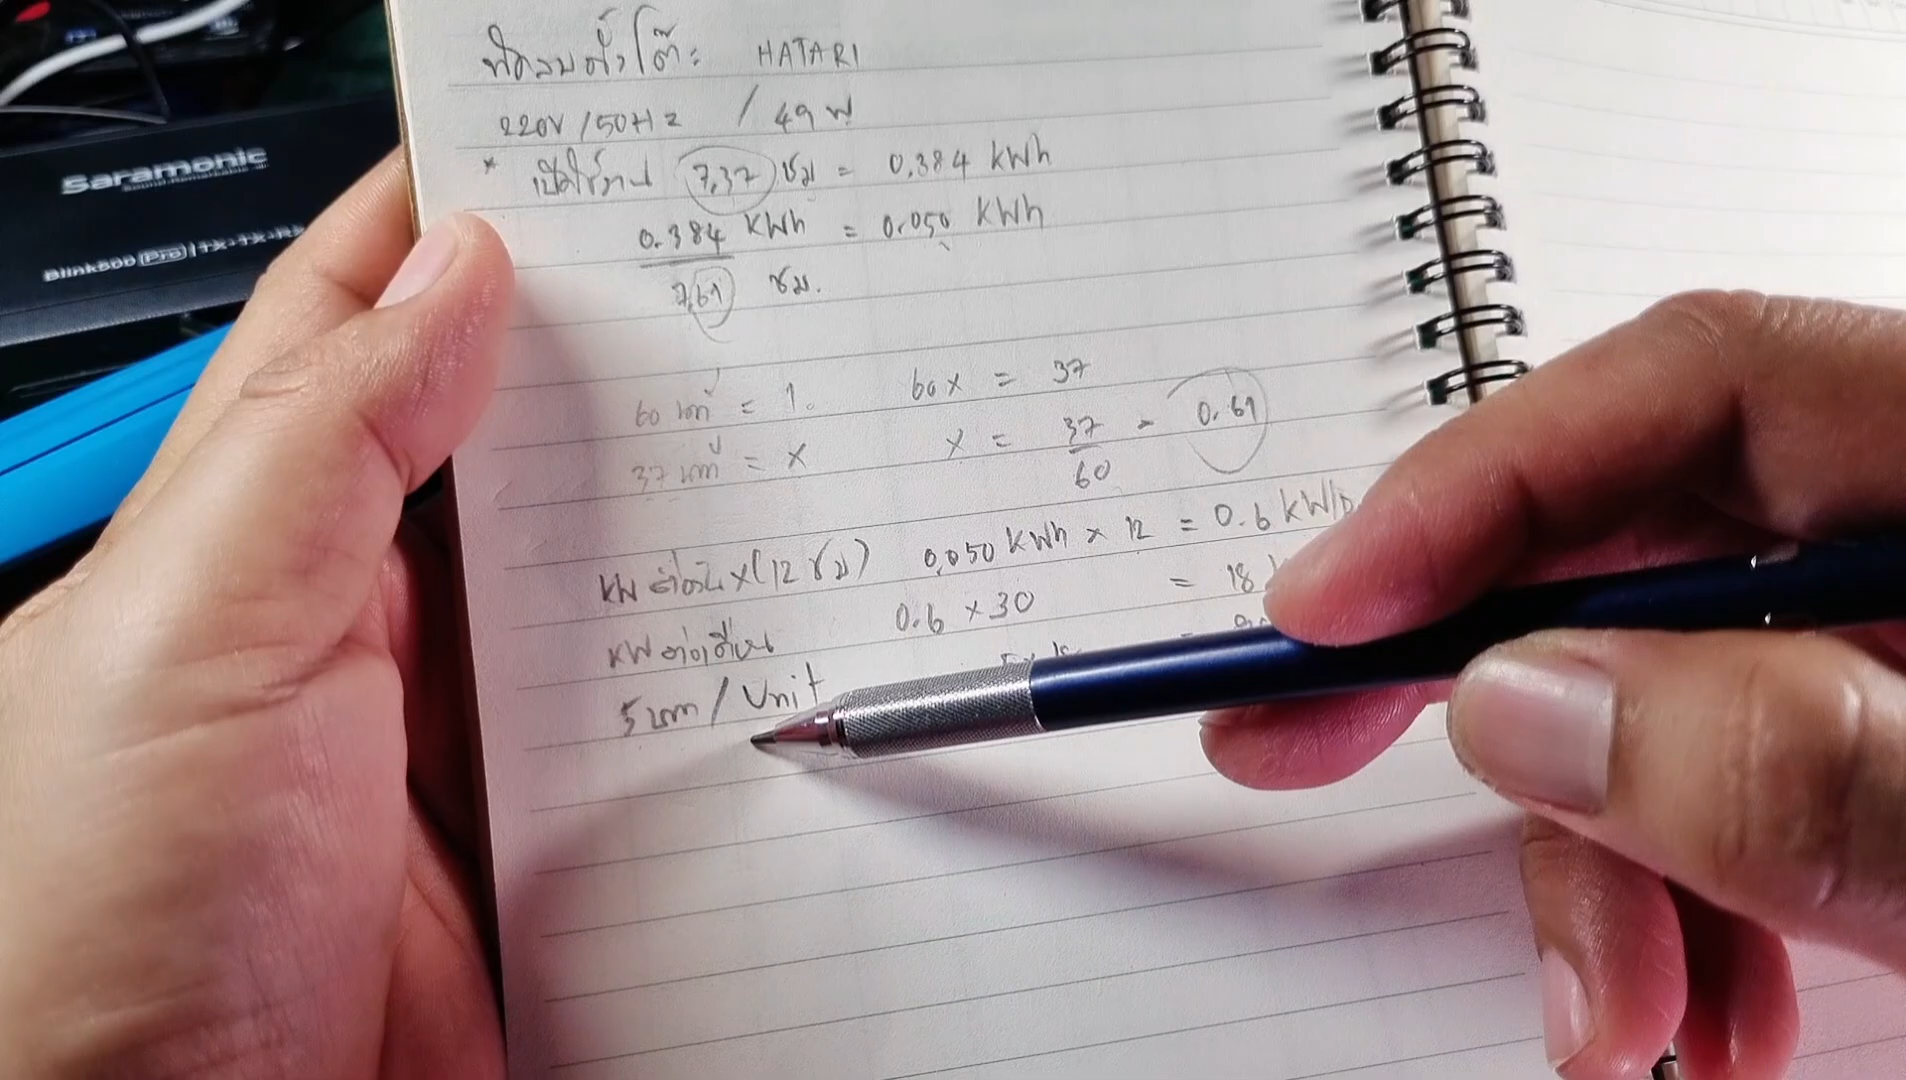 Saramonic
Blink500 Pro | TX+TX+RX
พัดลมตั้งโต๊ะ HATARI
220V /50Hz / 49 W
* เปิดใช้งาน 7,37 ชม = 0.384 kWh
0.384 kWh = 0.050 kWh
7,61 ชม.
60 นาที = 1. 60x = 37
37 นาที = x x = 37 = 0.61
60
kW ต่อวัน x (12 ชม) 0,050 kWh x 12 = 0.6 kW/D
kW ต่อเดือน 0.6 x 30 = 18
5 บาท / Unit